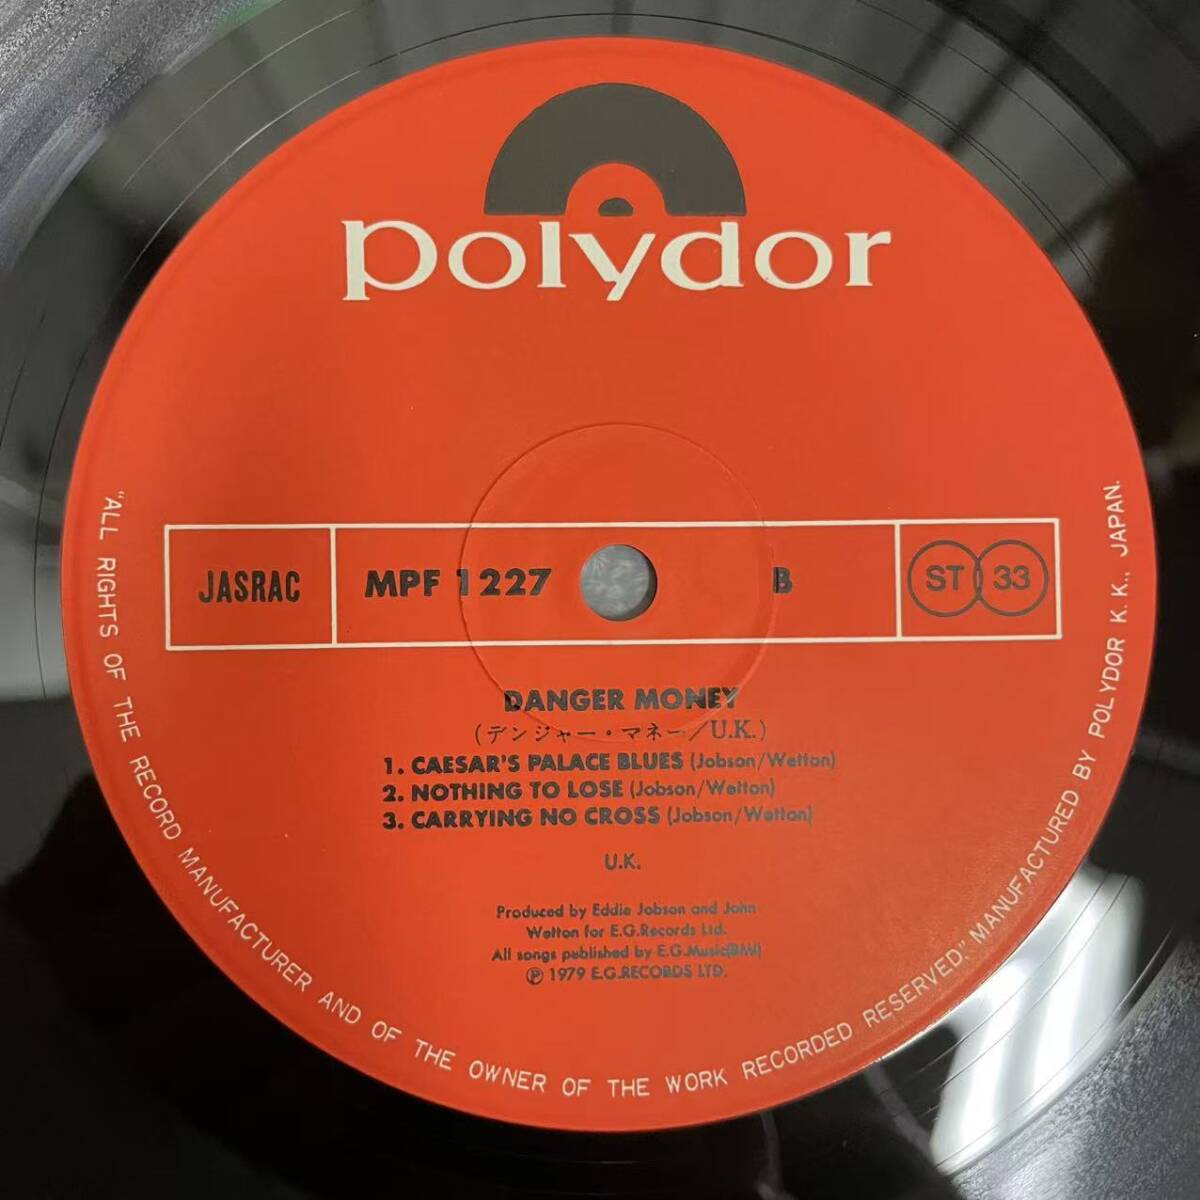 polydor
JASRAC MPF 1227 B ST 33
DANGER MONEY
(デンジャー・マネー/U.K.)
1. CAESAR'S PALACE BLUES (Jobson/Wetton)
2. NOTHING TO LOSE (Jobson/Wetton)
3. CARRYING NO CROSS (Jobson/Wetton)
U.K.
Produced by Eddie Jobson and John
Wetton for E.G.Records Ltd.
All songs published by E.G.Music(BMI)
Ⓟ 1979 E.G.RECORDS LTD.
"ALL RIGHTS OF THE RECORD MANUFACTURER AND OF THE OWNER OF THE WORK RECORDED RESERVED," MANUFACTURED BY POLYDOR K.K., JAPAN.